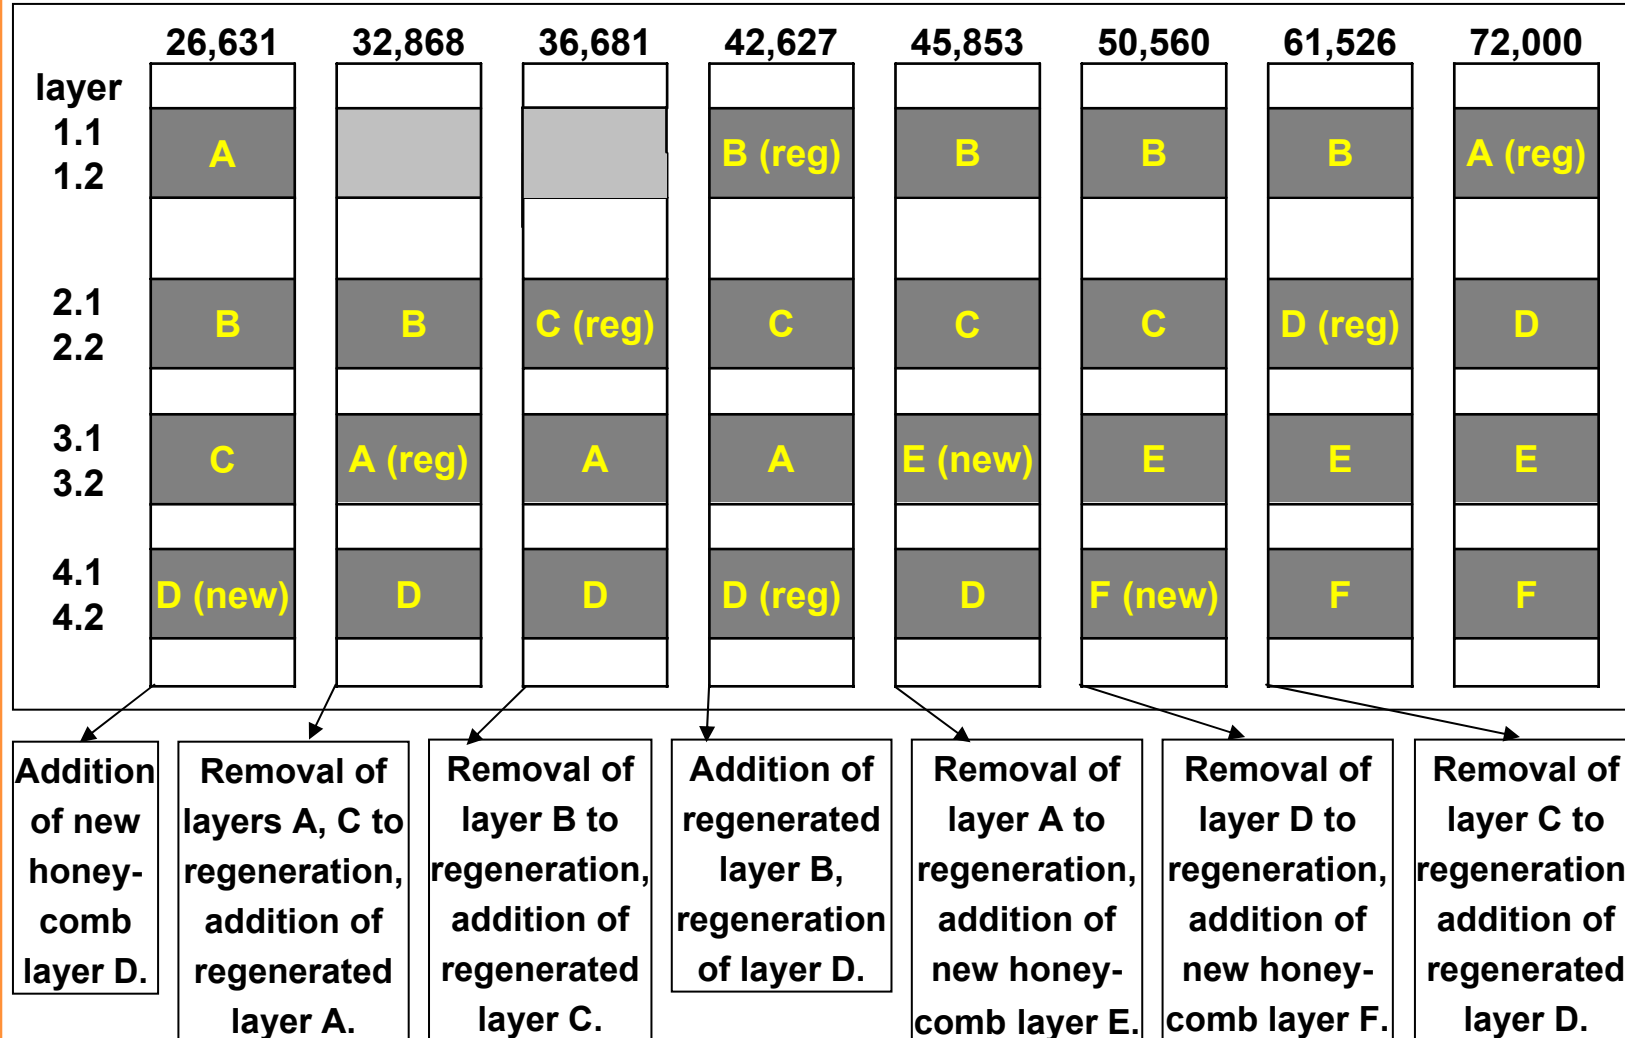 26,631 32,868 36,681 42,627 45,853 50,560 61,526 72,000
layer
1.1
1.2
A B (reg) B B B A (reg)
2.1
2.2
B B C (reg) C C C D (reg) D
3.1
3.2
C A (reg) A A E (new) E E E
4.1
4.2
D (new) D D D (reg) D F (new) F F
Addition
of new
honey-
comb
layer D.
Removal of
layers A, C to
regeneration,
addition of
regenerated
layer A.
Removal of
layer B to
regeneration,
addition of
regenerated
layer C.
Addition of
regenerated
layer B,
regeneration
of layer D.
Removal of
layer A to
regeneration,
addition of
new honey-
comb layer E.
Removal of
layer D to
regeneration,
addition of
new honey-
comb layer F.
Removal of
layer C to
regeneration
addition of
regenerated
layer D.